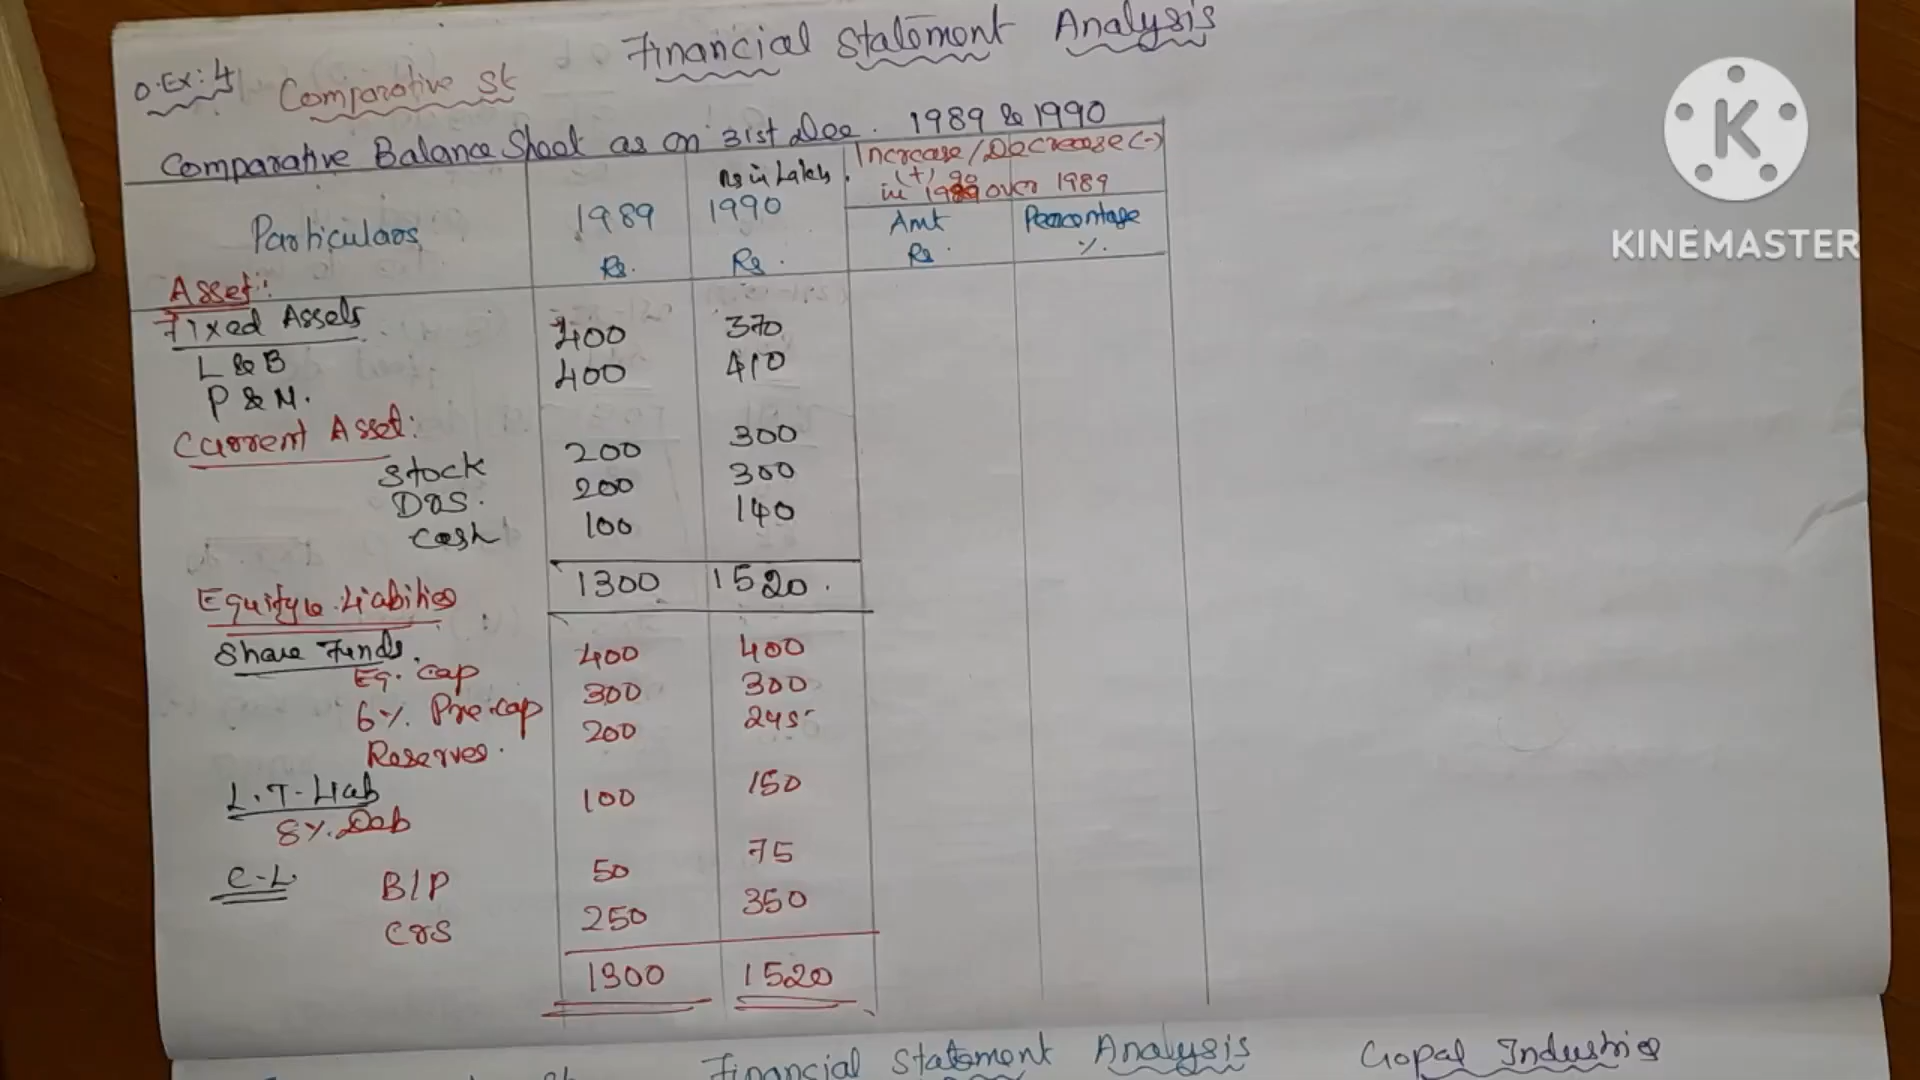 Financial Statement Analysis
O.Ex: 4 Comparative St
Comparative Balance Sheet as on 31st Dec. 1989 & 1990
Rs in Lakhs Increase/Decrease (-)
(+) 90
in 1989 over 1989
Particulars 1989 1990 Amt Percentage
Rs. Rs. Rs. %.
Asset:
Fixed Assets
L & B 400 370
P & M. 400 410
Current Asset:
Stock 200 300
Drs. 200 300
Cash 100 140
1300 1520.
Equity & Liabilities
Share Funds.
Eq. Cap 400 400
6% Pre-cap 300 300
Reserves. 200 245
L.T-Liab
8%.Deb 100 150
C-L
B/P 50 75
Crs 250 350
1300 1520
Financial Statement Analysis Gopal Industries
K
KINEMASTER